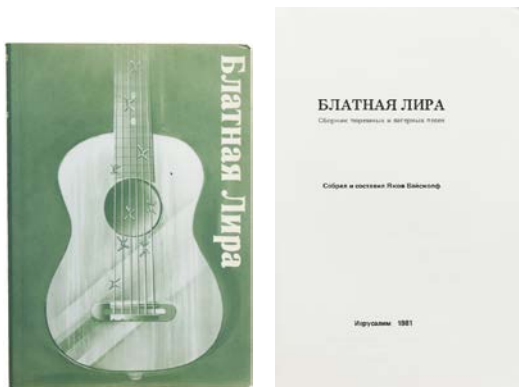 Блатная Лира
БЛАТНАЯ ЛИРА
Сборник тюремных и лагерных песен
Собрал и составил Яков Вайскопф
Иерусалим 1981